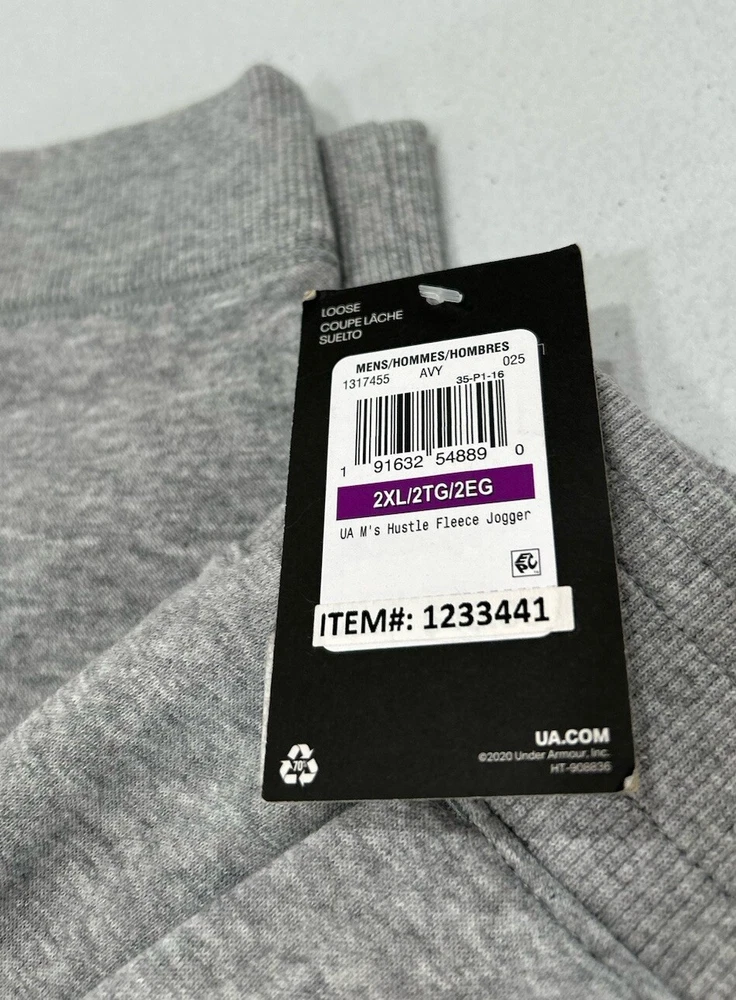 LOOSE
COUPE LÂCHE
SUELTO
MENS/HOMMES/HOMBRES
1317455 AVY 025
35-P1-16
1 91632 54889 0
2XL/2TG/2EG
UA M's Hustle Fleece Jogger
ITEM#: 1233441
70%
UA.COM
©2020 Under Armour, Inc.
HT-908836